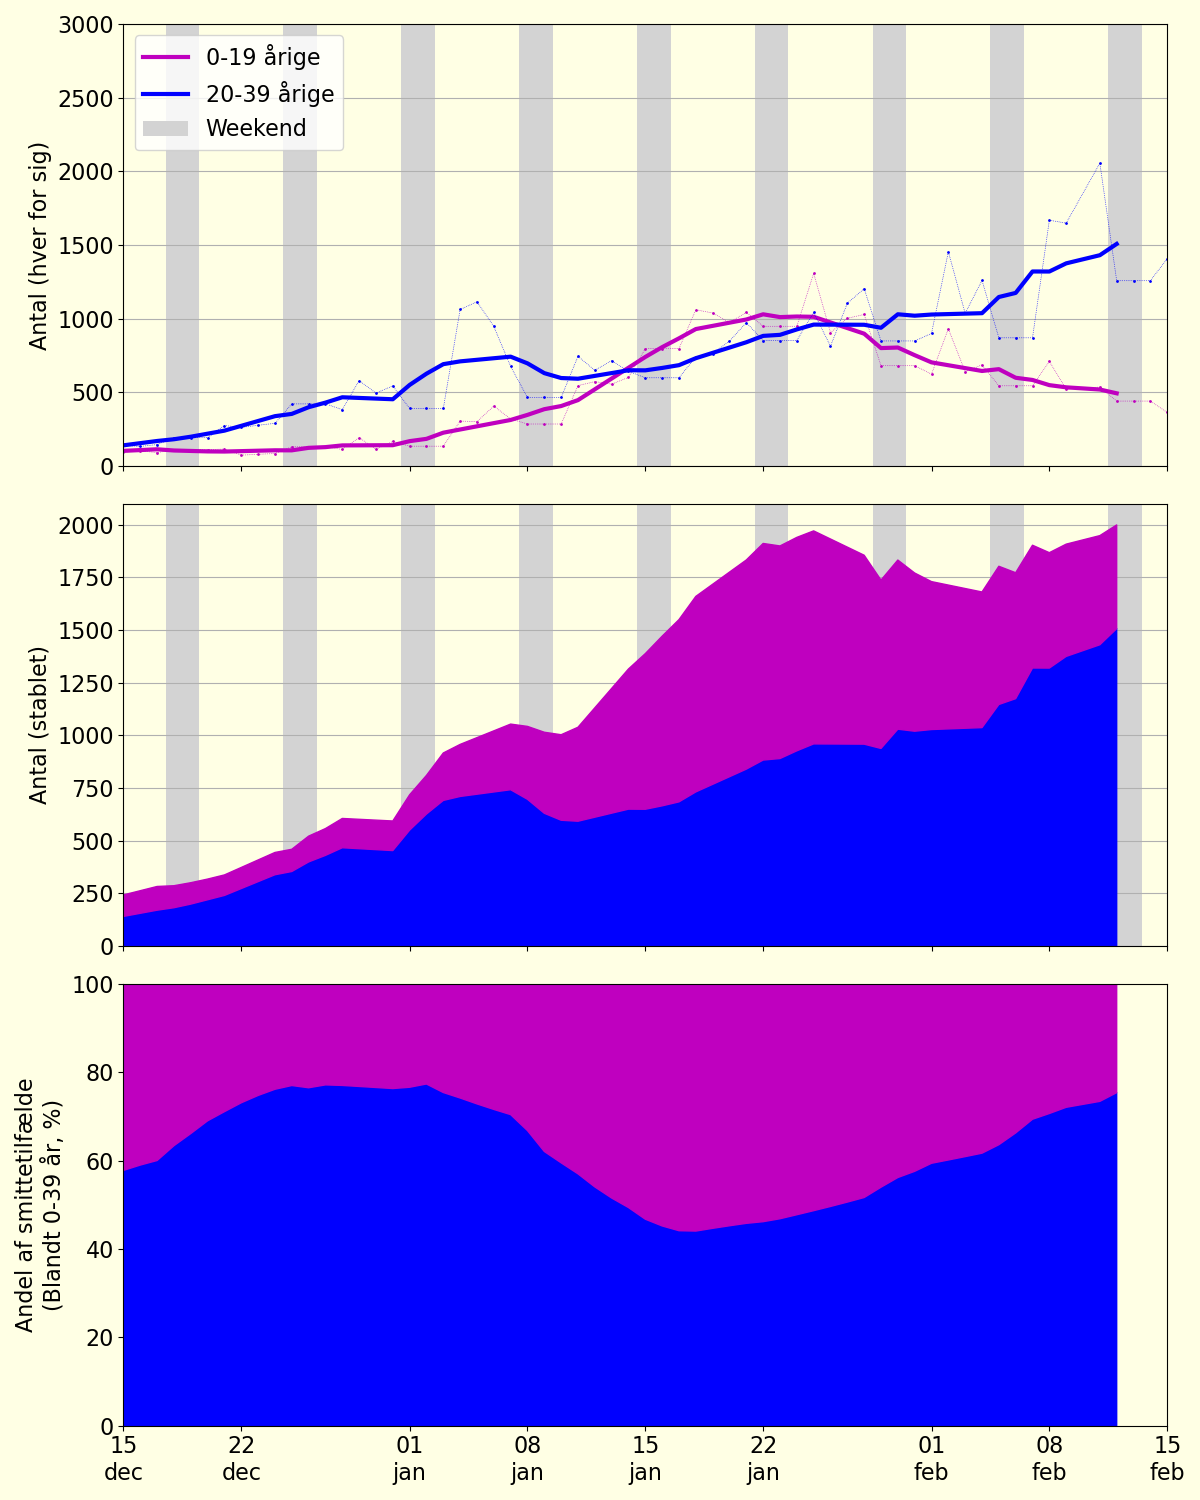 3000
2500
2000
1500
1000
500
0
Antal (hver for sig)
0-19 årige
20-39 årige
Weekend
2000
1750
1500
1250
1000
750
500
250
0
Antal (stablet)
100
80
60
40
20
0
Andel af smittetilfælde
(Blandt 0-39 år, %)
15 22 01 08 15 22 01 08 15
dec dec jan jan jan jan feb feb feb